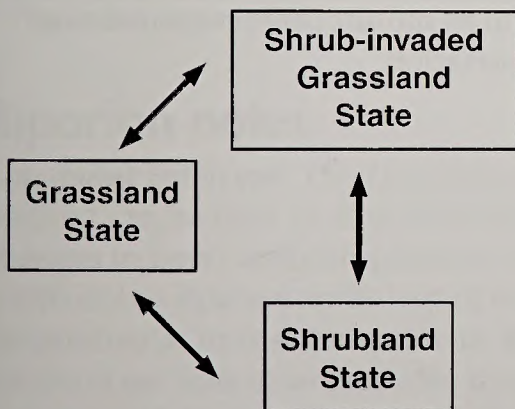 Shrub-invaded
Grassland
State
Grassland
State
Shrubland
State